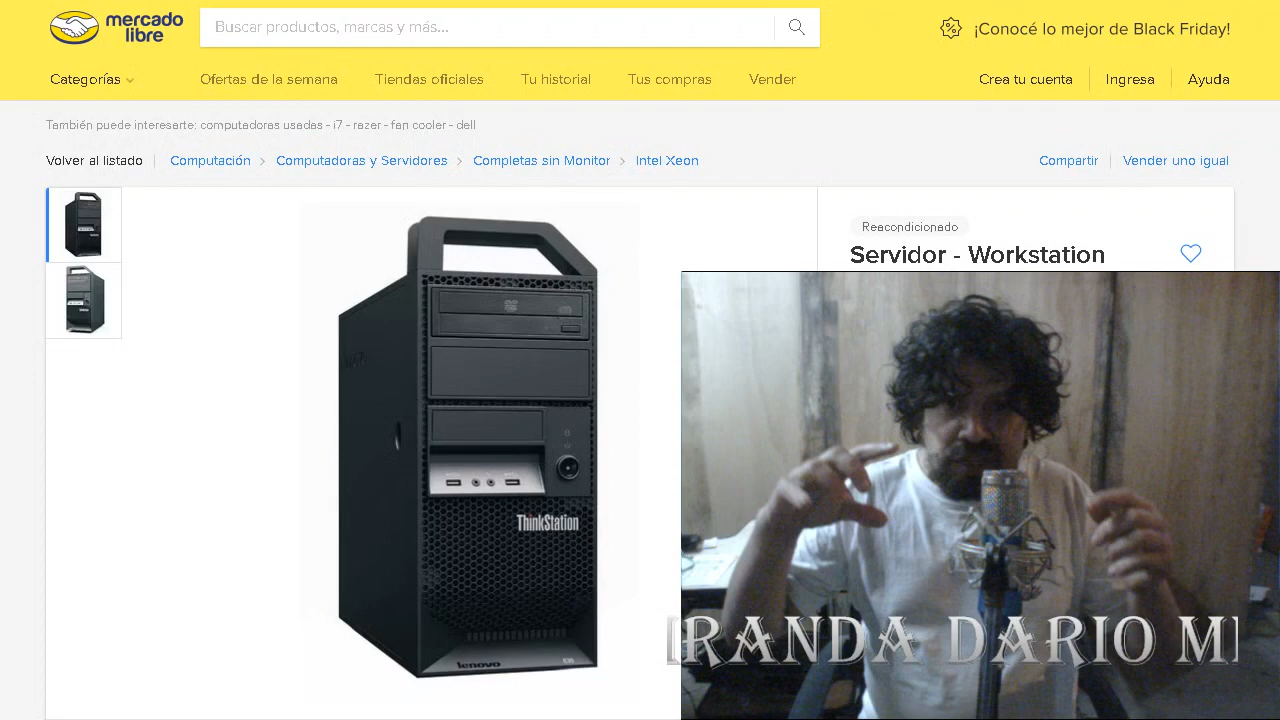 mercado
libre
Buscar productos, marcas y más...
¡Conocé lo mejor de Black Friday!
Categorías
Ofertas de la semana
Tiendas oficiales
Tu historial
Tus compras
Vender
Crea tu cuenta
Ingresa
Ayuda
También puede interesarte: computadoras usadas - i7 - razer - fan cooler - dell
Volver al listado
Computación
Computadoras y Servidores
Completas sin Monitor
Intel Xeon
Compartir
Vender uno igual
Reacondicionado
Servidor - Workstation
ThinkStation
lenovo
RANDA DARIO M